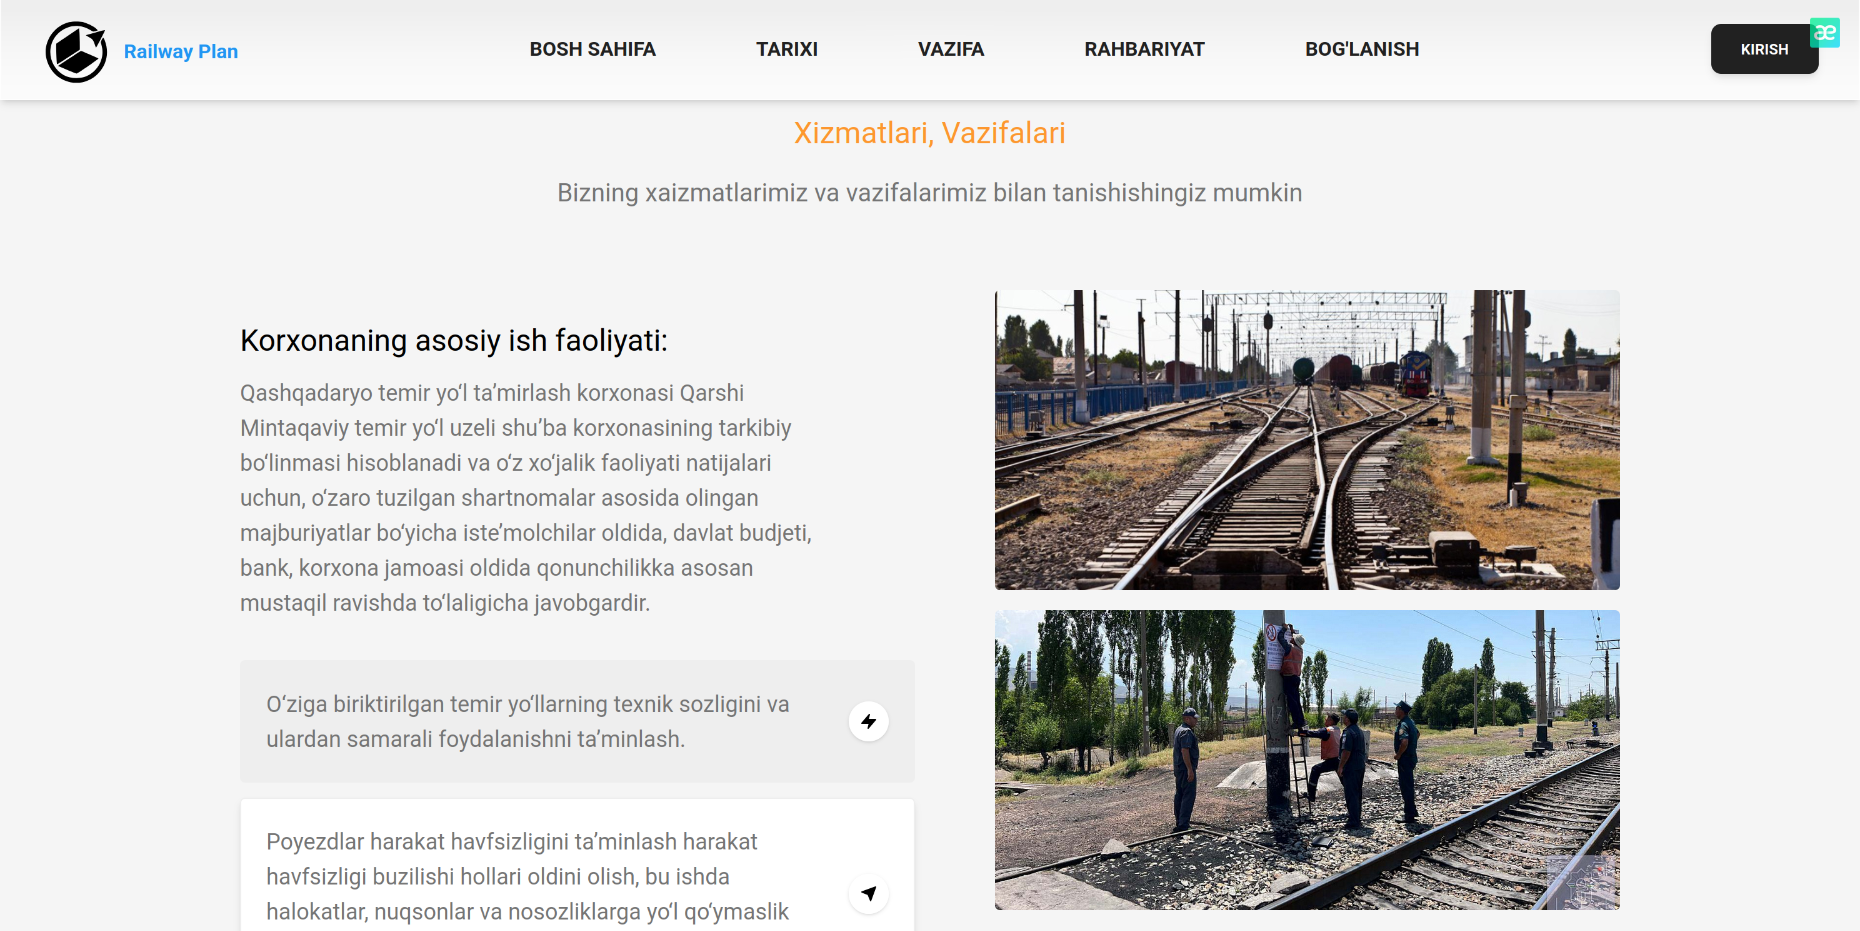 Railway Plan
BOSH SAHIFA
TARIXI
VAZIFA
RAHBARIYAT
BOG'LANISH
KIRISH
æ
Xizmatlari, Vazifalari
Bizning xaizmatlarimiz va vazifalarimiz bilan tanishishingiz mumkin
Korxonaning asosiy ish faoliyati:
Qashqadaryo temir yo‘l ta’mirlash korxonasi Qarshi
Mintaqaviy temir yo‘l uzeli shu’ba korxonasining tarkibiy
bo‘linmasi hisoblanadi va o‘z xo‘jalik faoliyati natijalari
uchun, o‘zaro tuzilgan shartnomalar asosida olingan
majburiyatlar bo‘yicha iste’molchilar oldida, davlat budjeti,
bank, korxona jamoasi oldida qonunchilikka asosan
mustaqil ravishda to‘laligicha javobgardir.
O‘ziga biriktirilgan temir yo‘llarning texnik sozligini va
ulardan samarali foydalanishni ta’minlash.
Poyezdlar harakat havfsizligini ta’minlash harakat
havfsizligi buzilishi hollari oldini olish, bu ishda
halokatlar, nuqsonlar va nosozliklarga yo‘l qo‘ymaslik